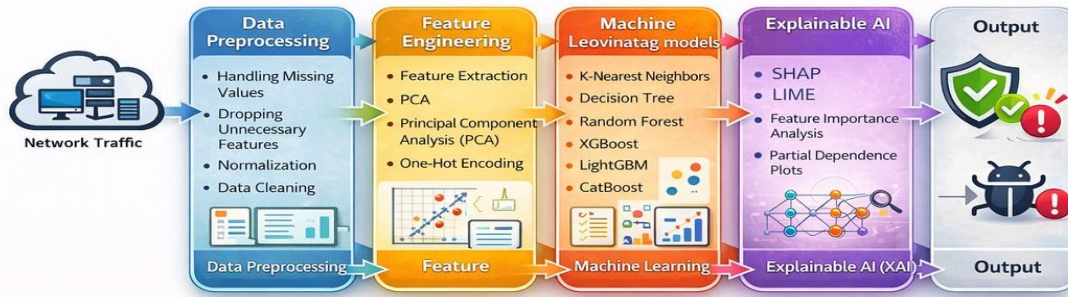 Network Traffic
Data
Preprocessing
• Handling Missing
Values
• Dropping
Unnecessary
Features
• Normalization
• Data Cleaning
Data Preprocessing
Feature
Engineering
• Feature Extraction
• PCA
• Principal Component
Analysis (PCA)
• One-Hot Encoding
Feature
Machine
Leovinatag models
• K-Nearest Neighbors
• Decision Tree
• Random Forest
• XGBoost
• LightGBM
• CatBoost
Machine Learning
Explainable AI
• SHAP
• LIME
• Feature Importance
Analysis
• Partial Dependence
Plots
Explainable AI (XAI)
Output
Output